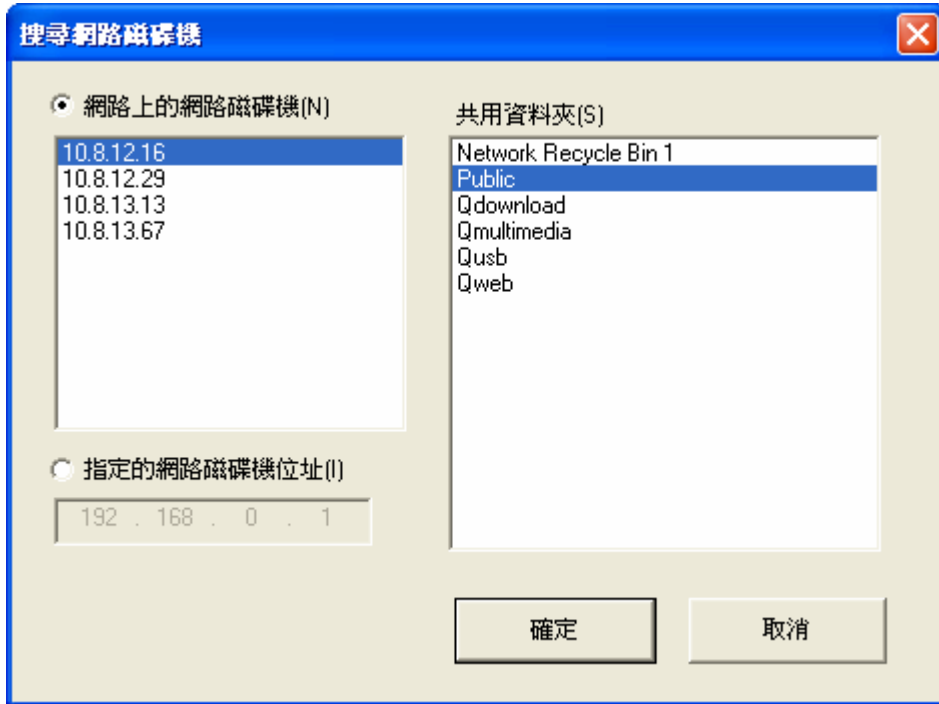 搜尋網路磁碟機
網路上的網路磁碟機(N)
10.8.12.16
10.8.12.29
10.8.13.13
10.8.13.67
指定的網路磁碟機位址(I)
192 . 168 . 0 . 1
共用資料夾(S)
Network Recycle Bin 1
Public
Qdownload
Qmultimedia
Qusb
Qweb
確定
取消